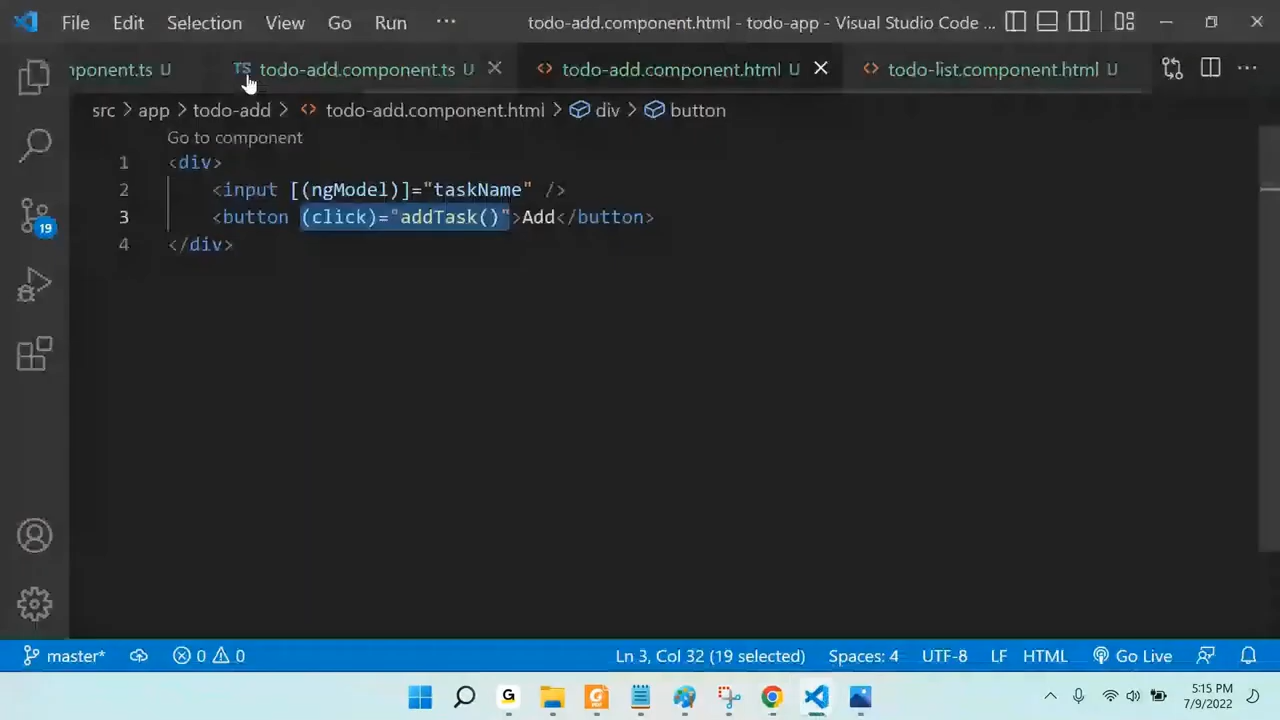 File Edit Selection View Go Run ··· todo-add.component.html - todo-app - Visual Studio Code ...
nponent.ts U TS todo-add.component.ts U <> todo-add.component.html U <> todo-list.component.html U ···
src > app > todo-add > <> todo-add.component.html > div > button
Go to component
1 <div>
2 <input [(ngModel)]="taskName" />
3 <button (click)="addTask()">Add</button>
4 </div>
19
master* 0 0 Ln 3, Col 32 (19 selected) Spaces: 4 UTF-8 LF HTML Go Live
G
5:15 PM
7/9/2022